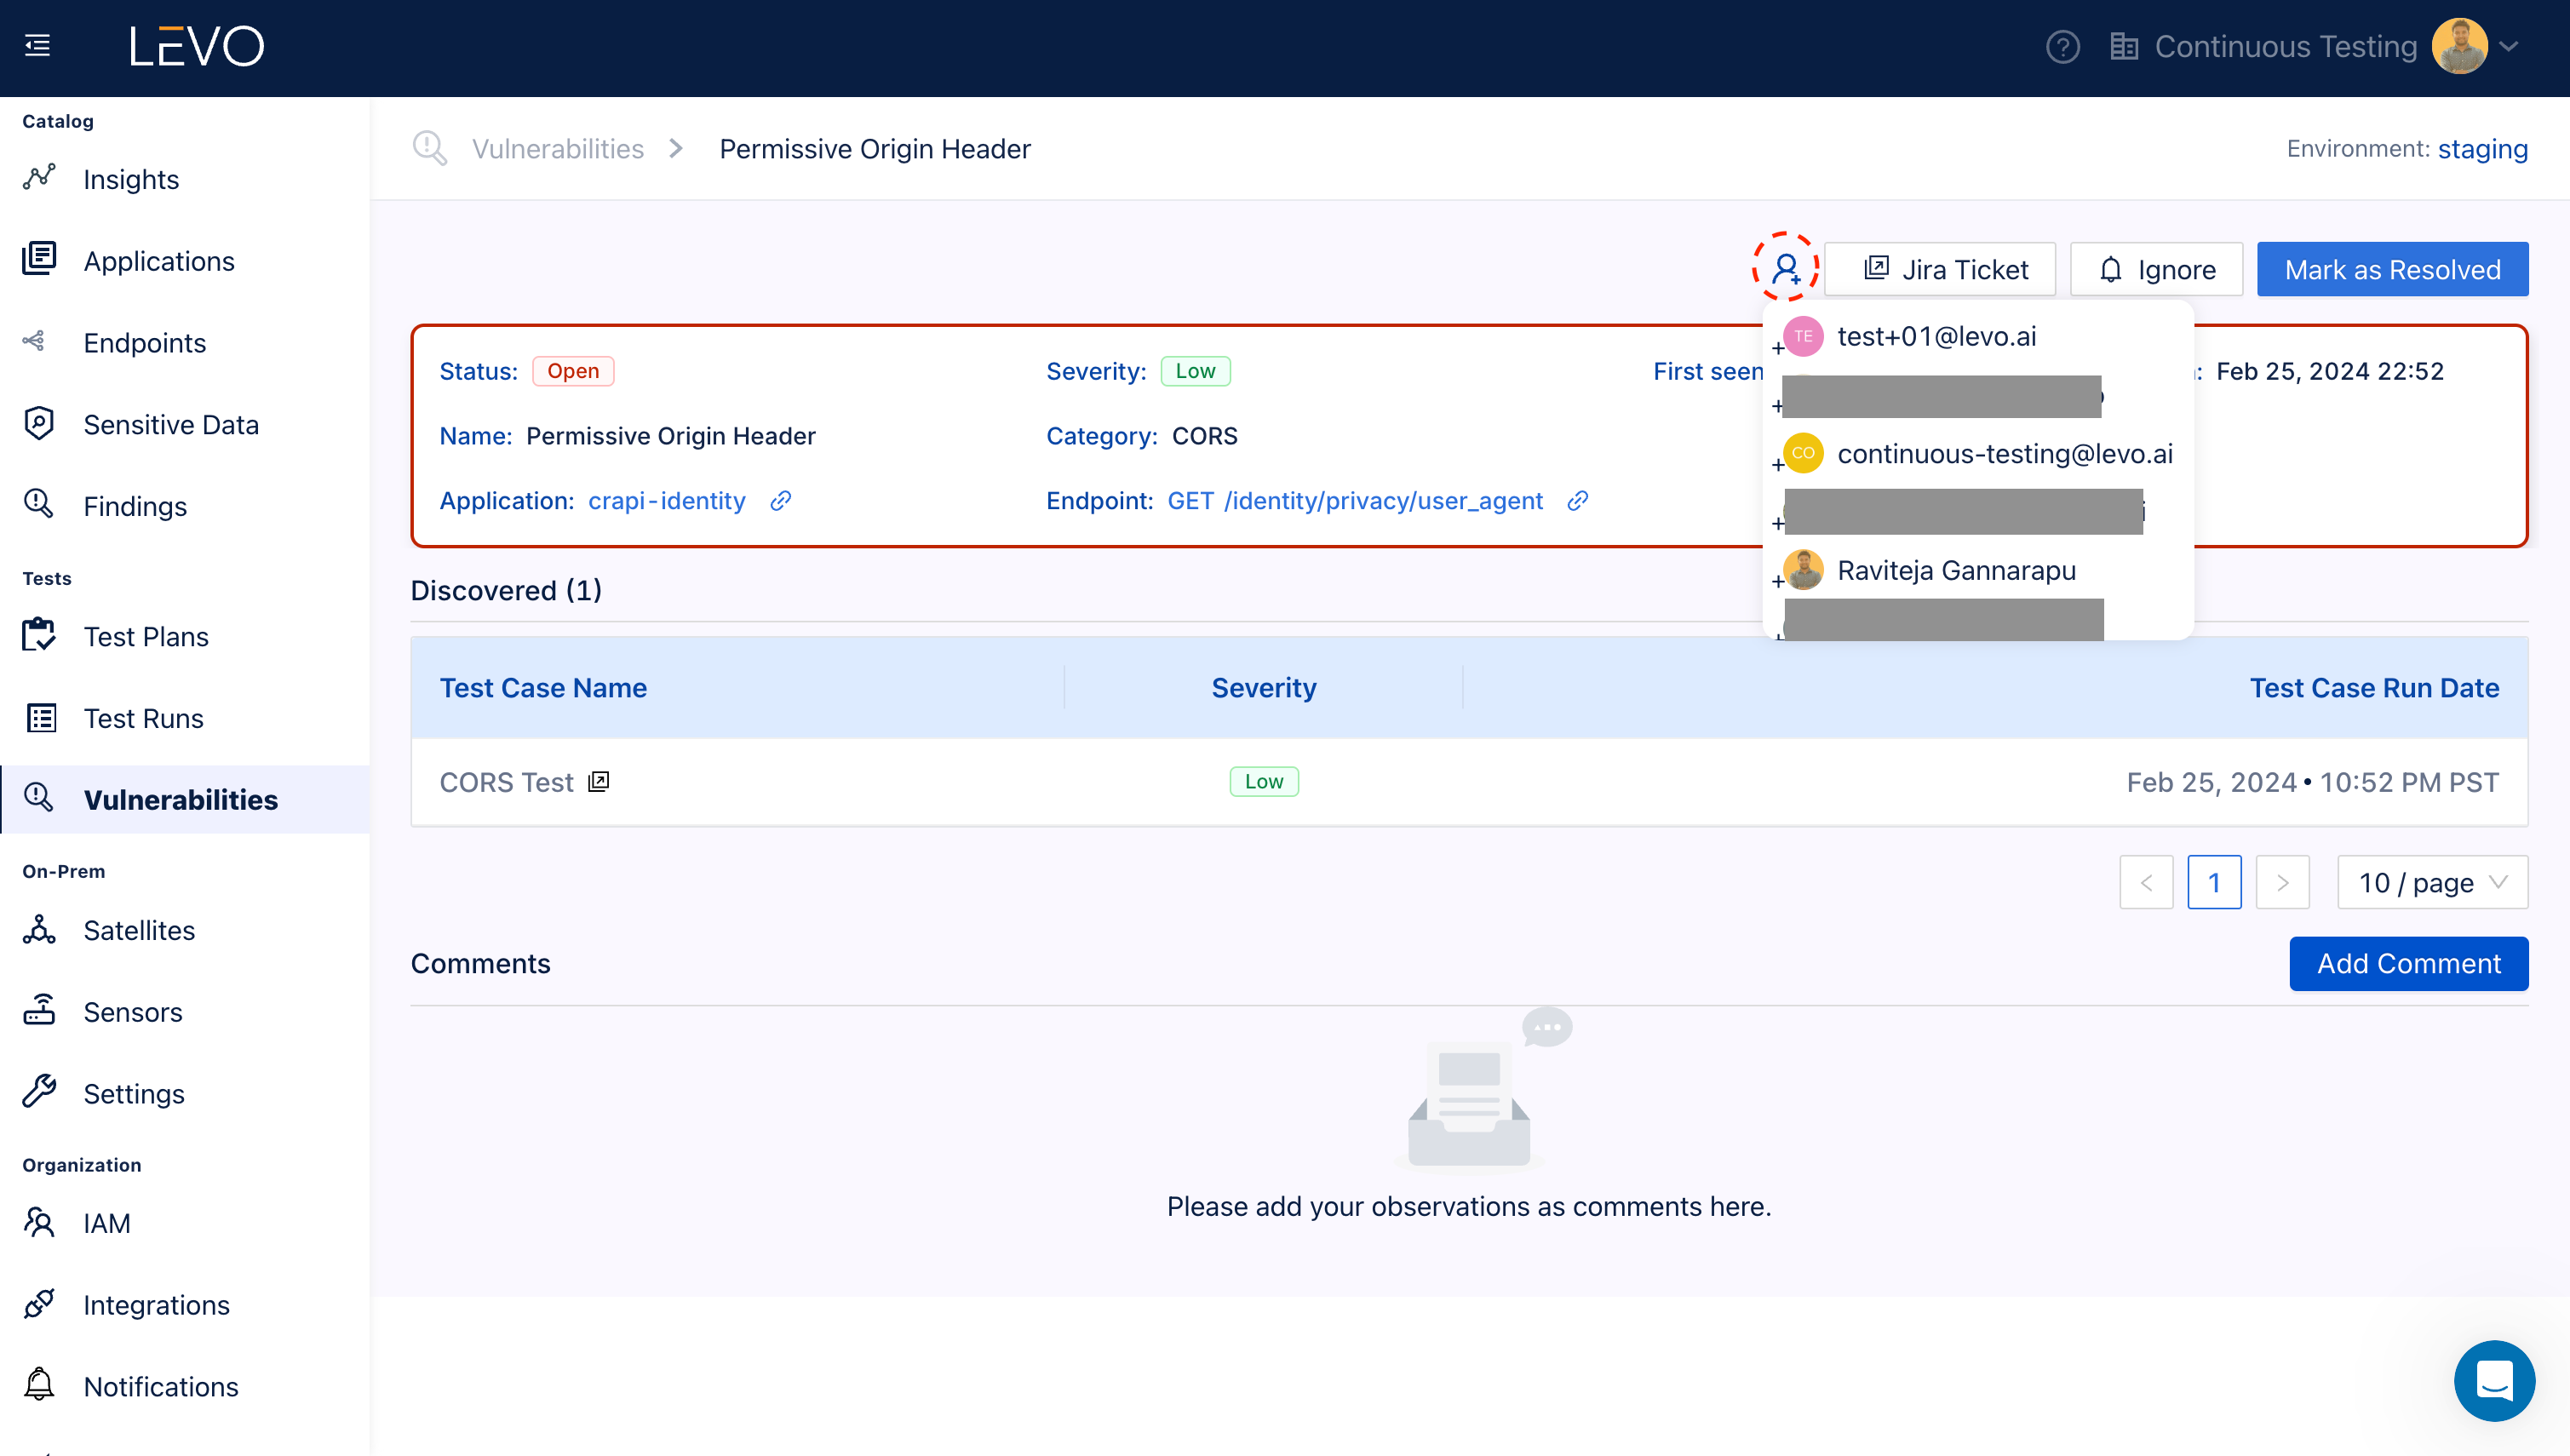 LEVO
Continuous Testing
Catalog
Insights
Applications
Endpoints
Sensitive Data
Findings
Tests
Test Plans
Test Runs
Vulnerabilities
On-Prem
Satellites
Sensors
Settings
Organization
IAM
Integrations
Notifications
Vulnerabilities > Permissive Origin Header
Environment: staging
Jira Ticket
Ignore
Mark as Resolved
TE test+01@levo.ai
CO continuous-testing@levo.ai
Raviteja Gannarapu
Status: Open
Severity: Low
First seen
Feb 25, 2024 22:52
Name: Permissive Origin Header
Category: CORS
Application: crapi-identity
Endpoint: GET /identity/privacy/user_agent
Discovered (1)
Test Case Name Severity Test Case Run Date
CORS Test Low Feb 25, 2024 • 10:52 PM PST
1
10 / page
Comments
Add Comment
Please add your observations as comments here.